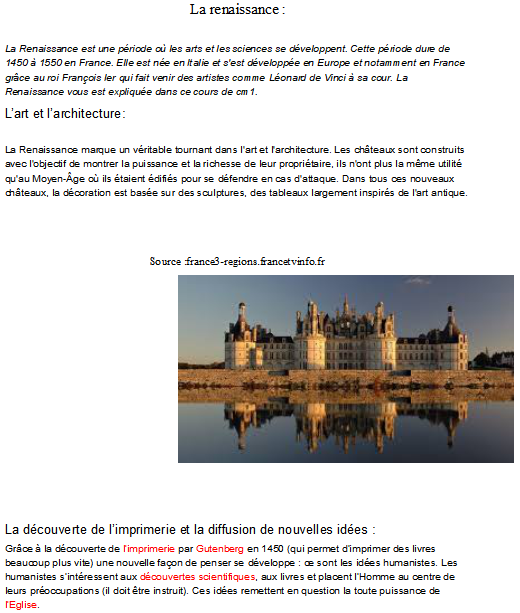 La renaissance :
La Renaissance est une période où les arts et les sciences se développent. Cette période dure de
1450 à 1550 en France. Elle est née en Italie et s'est développée en Europe et notamment en France
grâce au roi François Ier qui fait venir des artistes comme Léonard de Vinci à sa cour. La
Renaissance vous est expliquée dans ce cours de cm1.
L'art et l'architecture:
La Renaissance marque un véritable tournant dans l'art et l'architecture. Les châteaux sont construits
avec l'objectif de montrer la puissance et la richesse de leur propriétaire, ils n'ont plus la même utilité
qu'au Moyen-Âge où ils étaient édifiés pour se défendre en cas d'attaque. Dans tous ces nouveaux
châteaux, la décoration est basée sur des sculptures, des tableaux largement inspirés de l'art antique.
Source :france3-regions.francetvinfo.fr
La découverte de l'imprimerie et la diffusion de nouvelles idées :
Grâce à la découverte de l'imprimerie par Gutenberg en 1450 (qui permet d'imprimer des livres
beaucoup plus vite) une nouvelle façon de penser se développe : ce sont les idées humanistes. Les
humanistes s'intéressent aux découvertes scientifiques, aux livres et placent l'Homme au centre de
leurs préoccupations (il doit être instruit). Ces idées remettent en question la toute puissance de
l'Eglise.